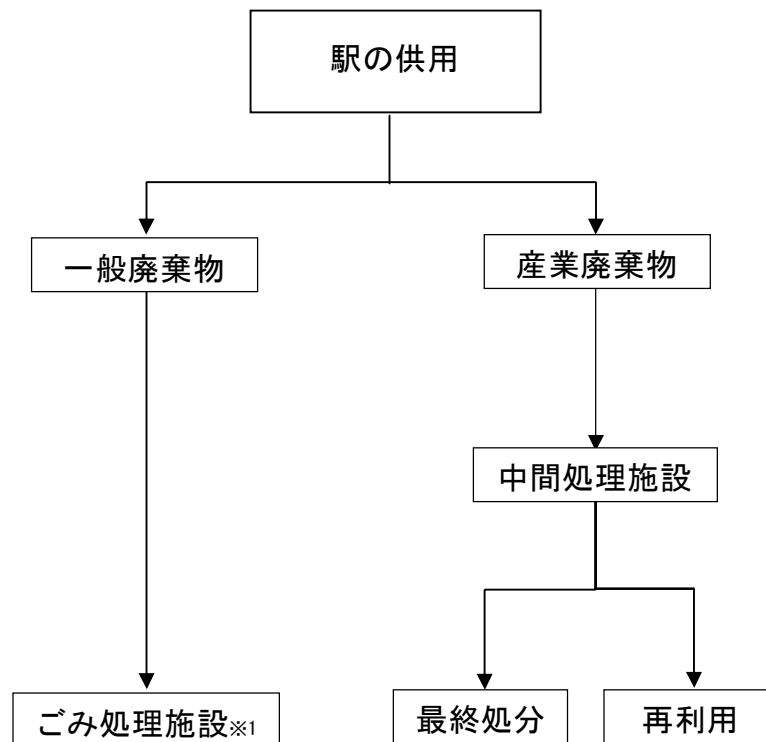 駅の供用
一般廃棄物
産業廃棄物
中間処理施設
ごみ処理施設※1
最終処分
再利用